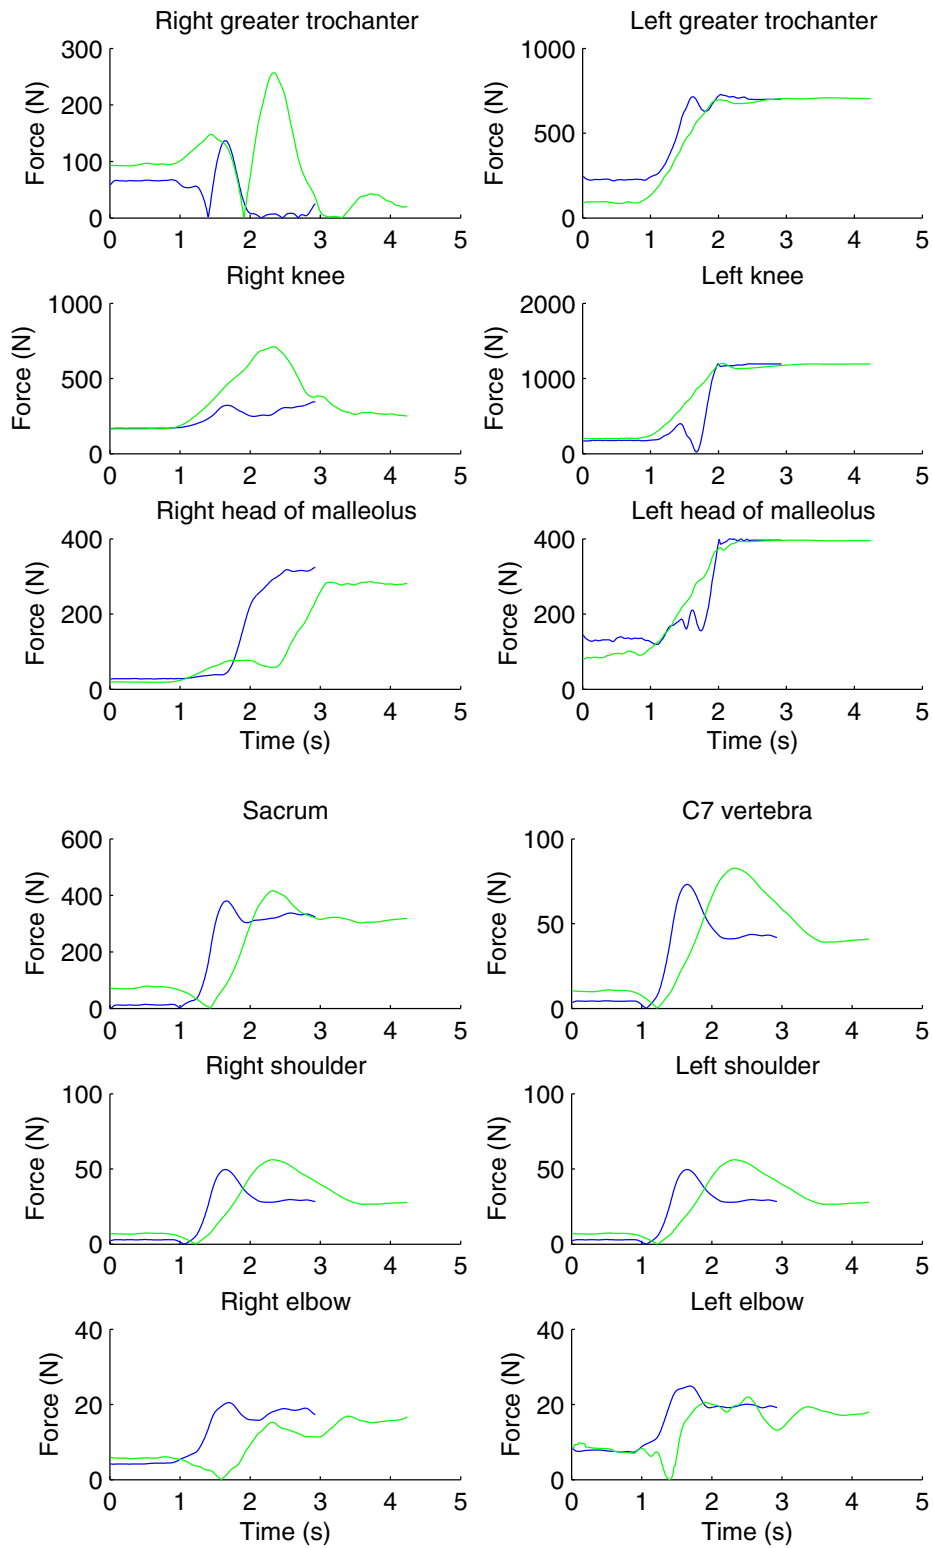 Right greater trochanter
Force (N)
300
200
100
0
0 1 2 3 4 5
Left greater trochanter
Force (N)
1000
500
0
0 1 2 3 4 5
Right knee
Force (N)
1000
500
0
0 1 2 3 4 5
Left knee
Force (N)
2000
1000
0
0 1 2 3 4 5
Right head of malleolus
Force (N)
400
200
0
0 1 2 3 4 5
Time (s)
Left head of malleolus
Force (N)
400
200
0
0 1 2 3 4 5
Time (s)
Sacrum
Force (N)
600
400
200
0
0 1 2 3 4 5
C7 vertebra
Force (N)
100
50
0
0 1 2 3 4 5
Right shoulder
Force (N)
100
50
0
0 1 2 3 4 5
Left shoulder
Force (N)
100
50
0
0 1 2 3 4 5
Right elbow
Force (N)
40
20
0
0 1 2 3 4 5
Time (s)
Left elbow
Force (N)
40
20
0
0 1 2 3 4 5
Time (s)